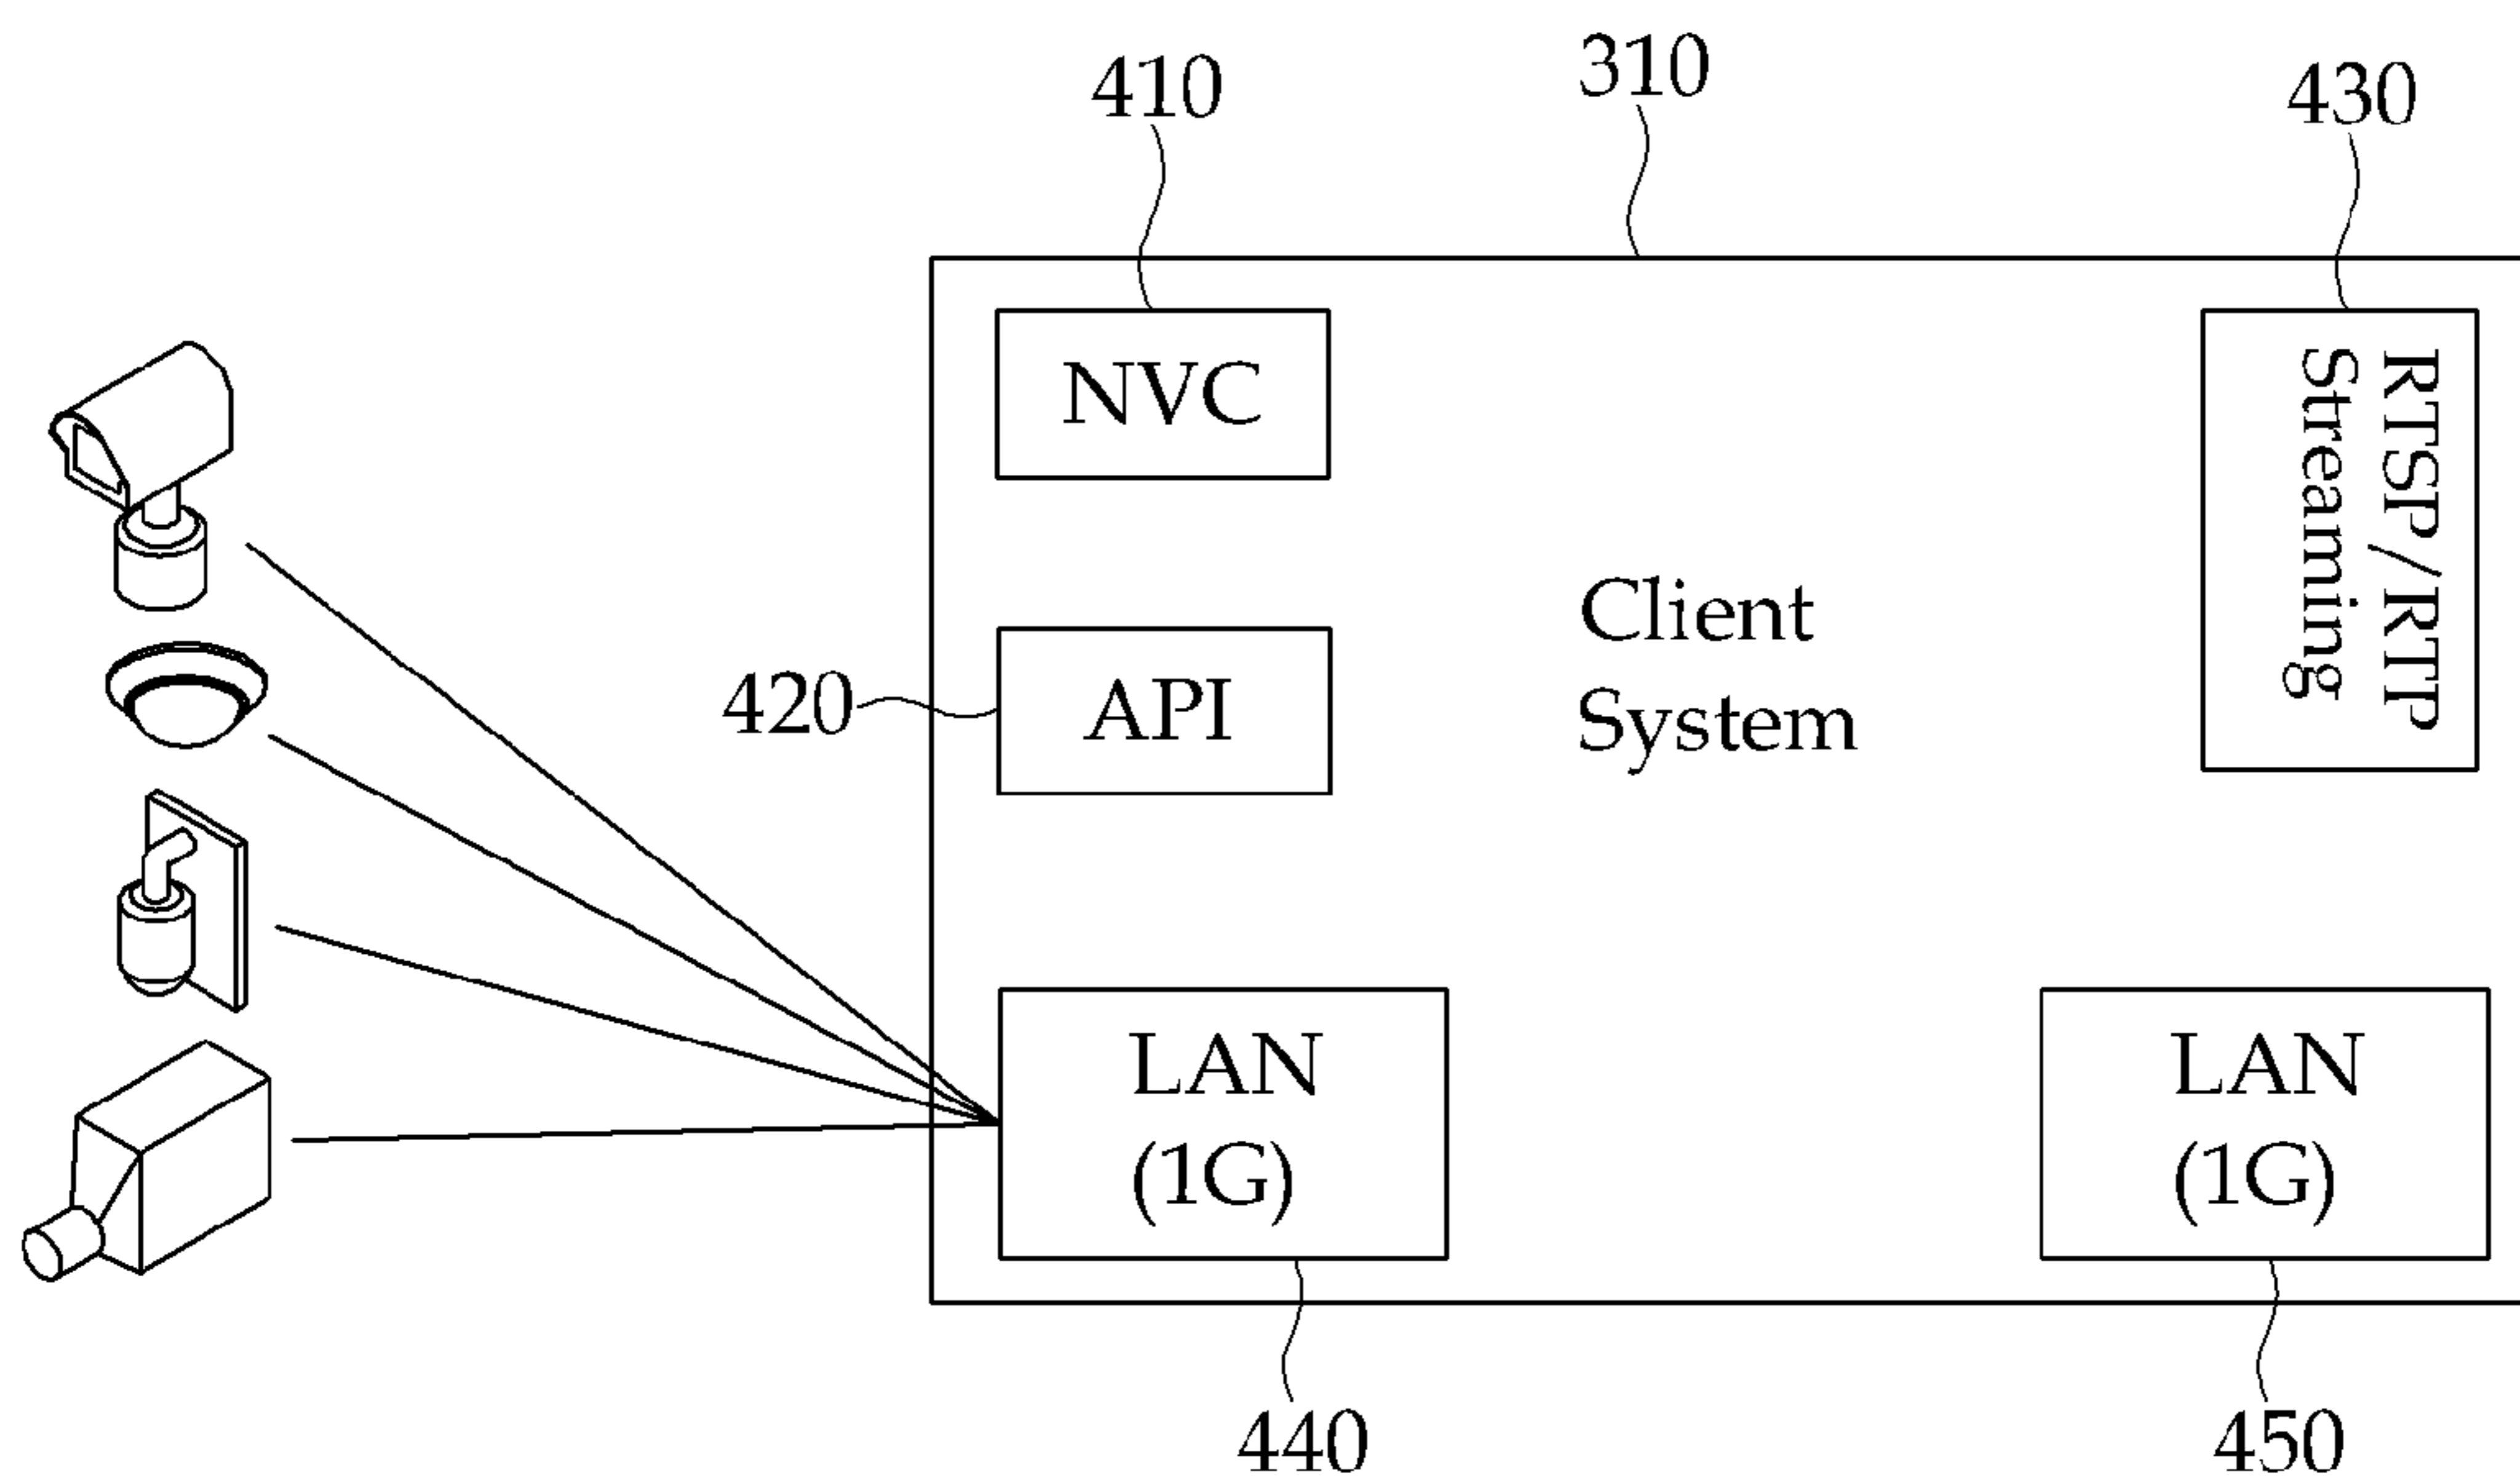 410
310
430
NVC
RTSP/RTP
Streaming
Client
System
420
API
LAN
(1G)
LAN
(1G)
440
450